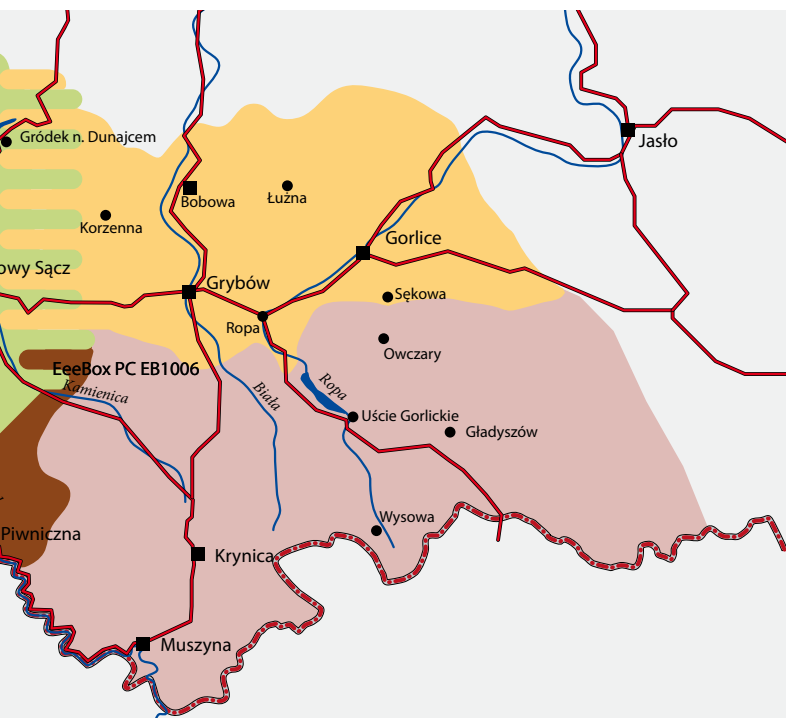 Gródek n. Dunajcem
Jasło
Bobowa
Łużna
Korzenna
Gorlice
owy Sącz
Grybów
Sękowa
Ropa
Owczary
EeeBox PC EB1006
Kamienica
Biała
Ropa
Uście Gorlickie
Gładyszów
Wysowa
Piwniczna
Krynica
Muszyna